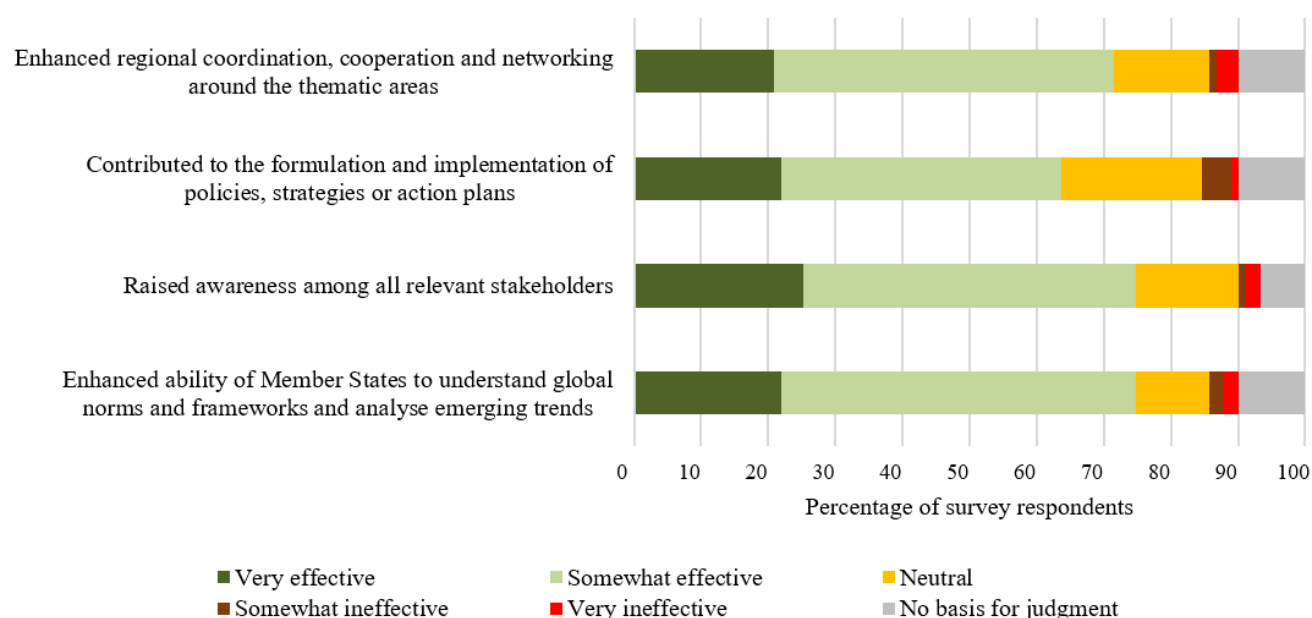 Enhanced regional coordination, cooperation and networking
around the thematic areas
Contributed to the formulation and implementation of
policies, strategies or action plans
Raised awareness among all relevant stakeholders
Enhanced ability of Member States to understand global
norms and frameworks and analyse emerging trends
0 10 20 30 40 50 60 70 80 90 100
Percentage of survey respondents
Very effective Somewhat effective Neutral
Somewhat ineffective Very ineffective No basis for judgment